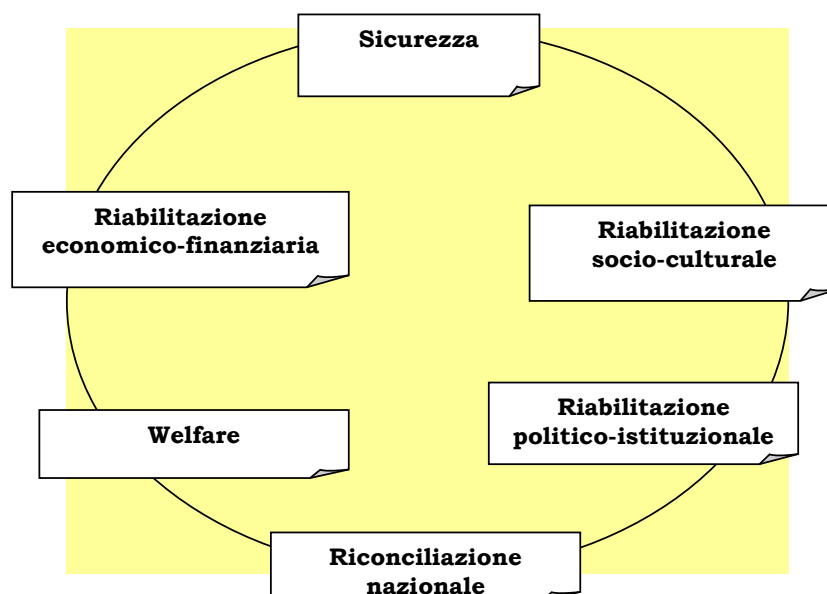 Sicurezza
Riabilitazione
economico-finanziaria
Riabilitazione
socio-culturale
Welfare
Riabilitazione
politico-istituzionale
Riconciliazione
nazionale